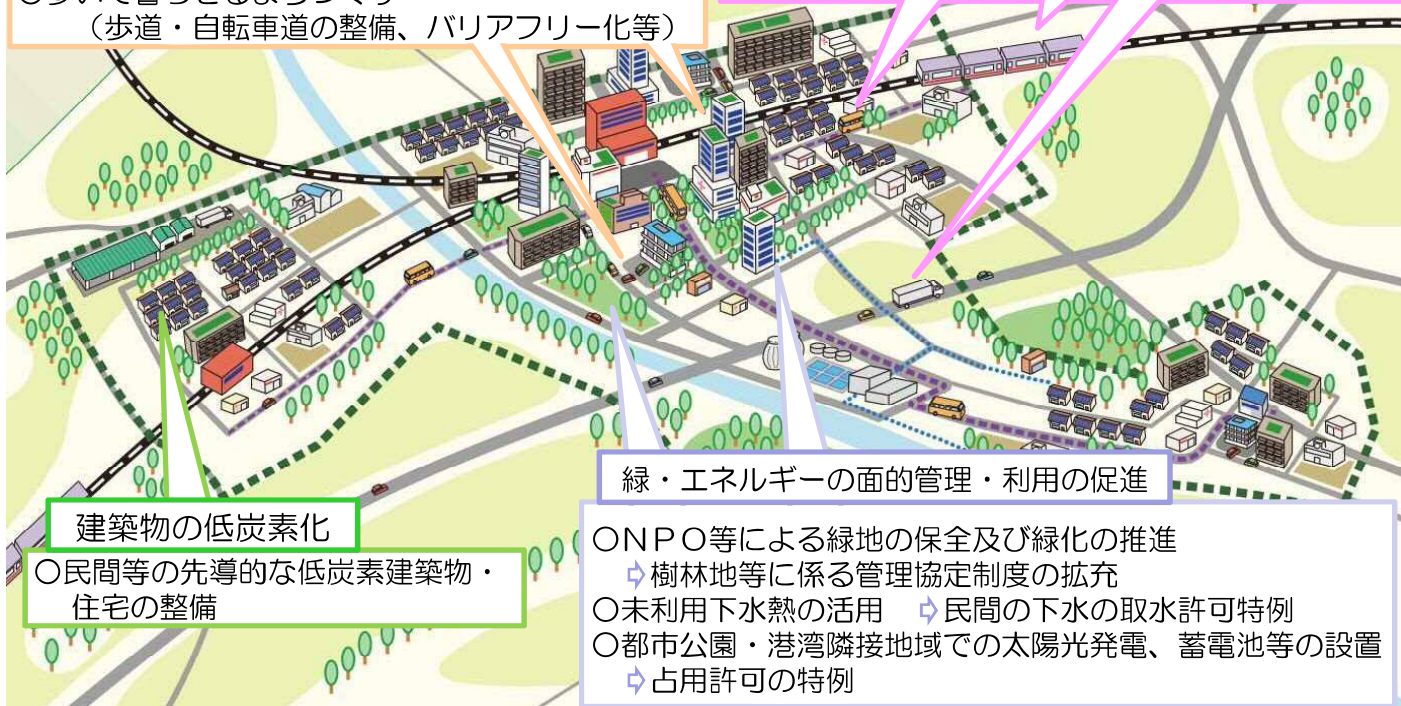 （歩道・自転車道の整備、バリアフリー化等）
緑・エネルギーの面的管理・利用の促進
建築物の低炭素化
○民間等の先導的な低炭素建築物・
住宅の整備
○ＮＰＯ等による緑地の保全及び緑化の推進
⇨樹林地等に係る管理協定制度の拡充
○未利用下水熱の活用　⇨民間の下水の取水許可特例
○都市公園・港湾隣接地域での太陽光発電、蓄電池等の設置
⇨占用許可の特例